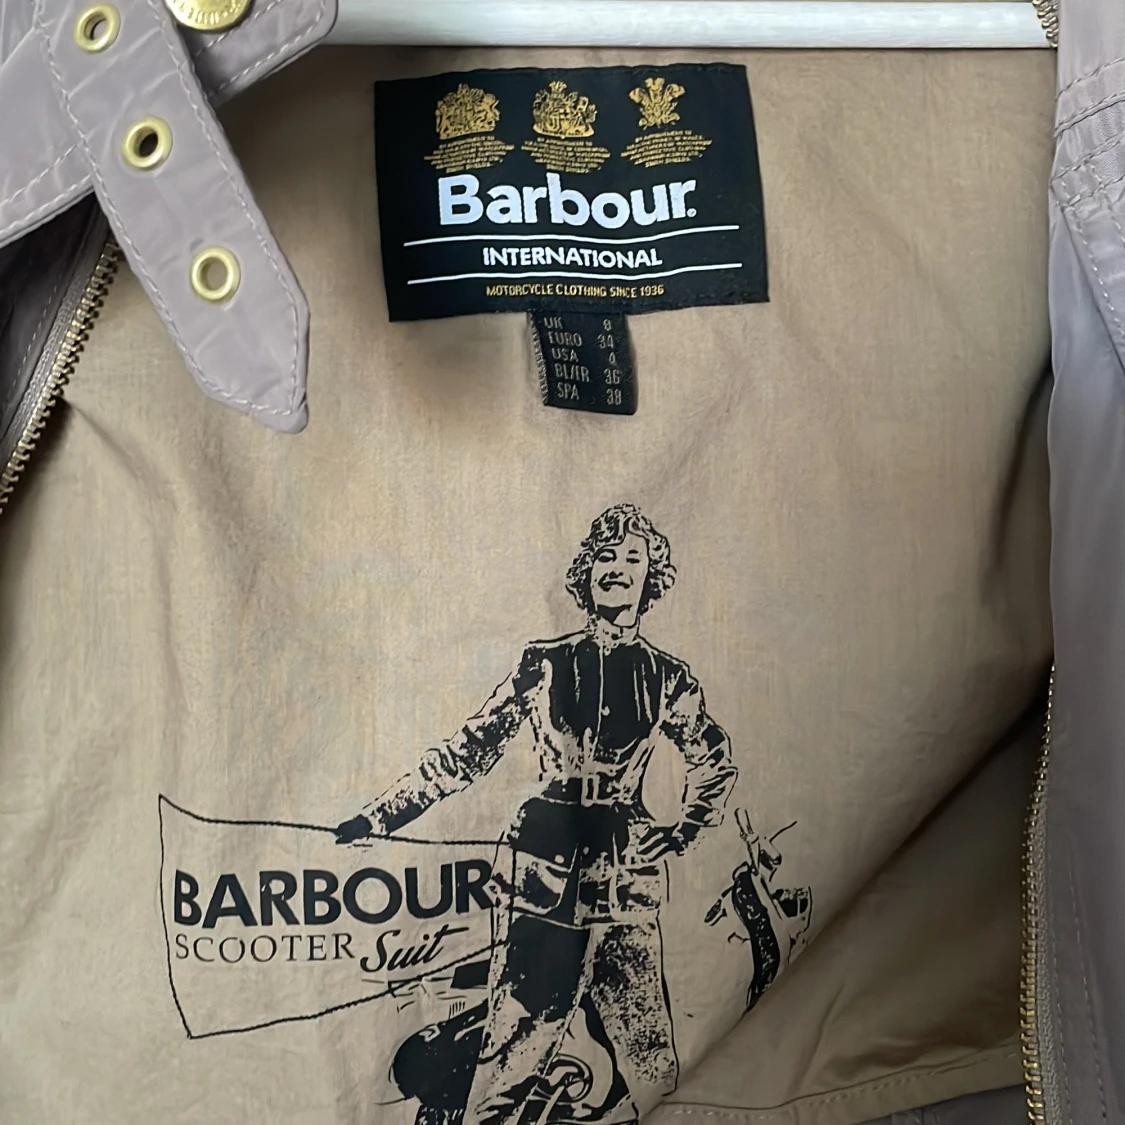 Barbour
INTERNATIONAL
MOTORCYCLE CLOTHING SINCE 1936
UK 8
EURO 34
USA 4
BL/FR 36
SPA 38
BARBOUR
SCOOTER Suit